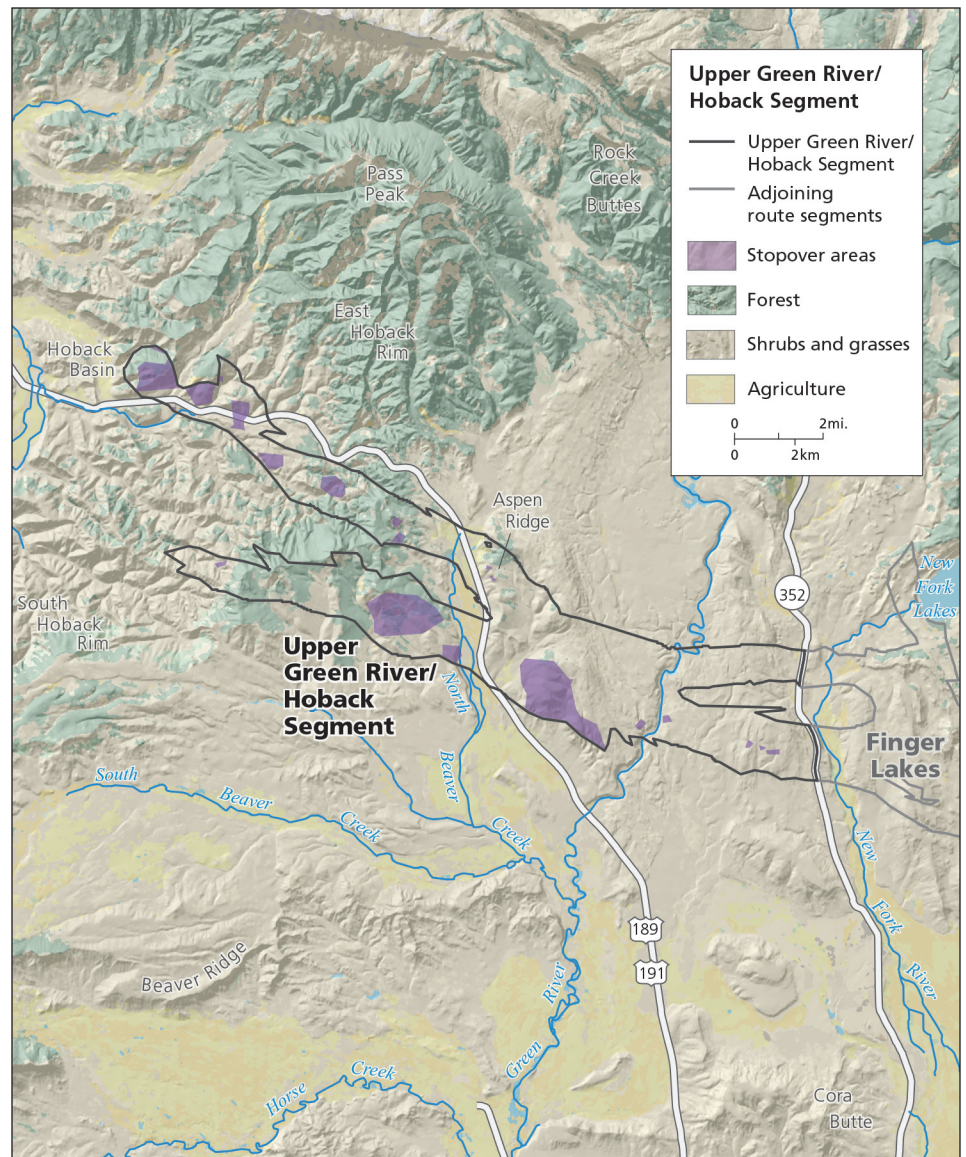 Upper Green River/
Hoback Segment
Upper Green River/
Hoback Segment
Adjoining
route segments
Stopover areas
Forest
Shrubs and grasses
Agriculture
0 2mi.
0 2km
Rock
Creek
Buttes
Pass
Peak
East
Hoback
Rim
Hoback
Basin
Aspen
Ridge
New
Fork
Lakes
352
South
Hoback
Rim
Upper
Green River/
Hoback
Segment
North
Beaver
Creek
Finger
Lakes
South
Beaver
Creek
New
Fork
River
189
191
Beaver Ridge
Green
River
Horse
Creek
Cora
Butte